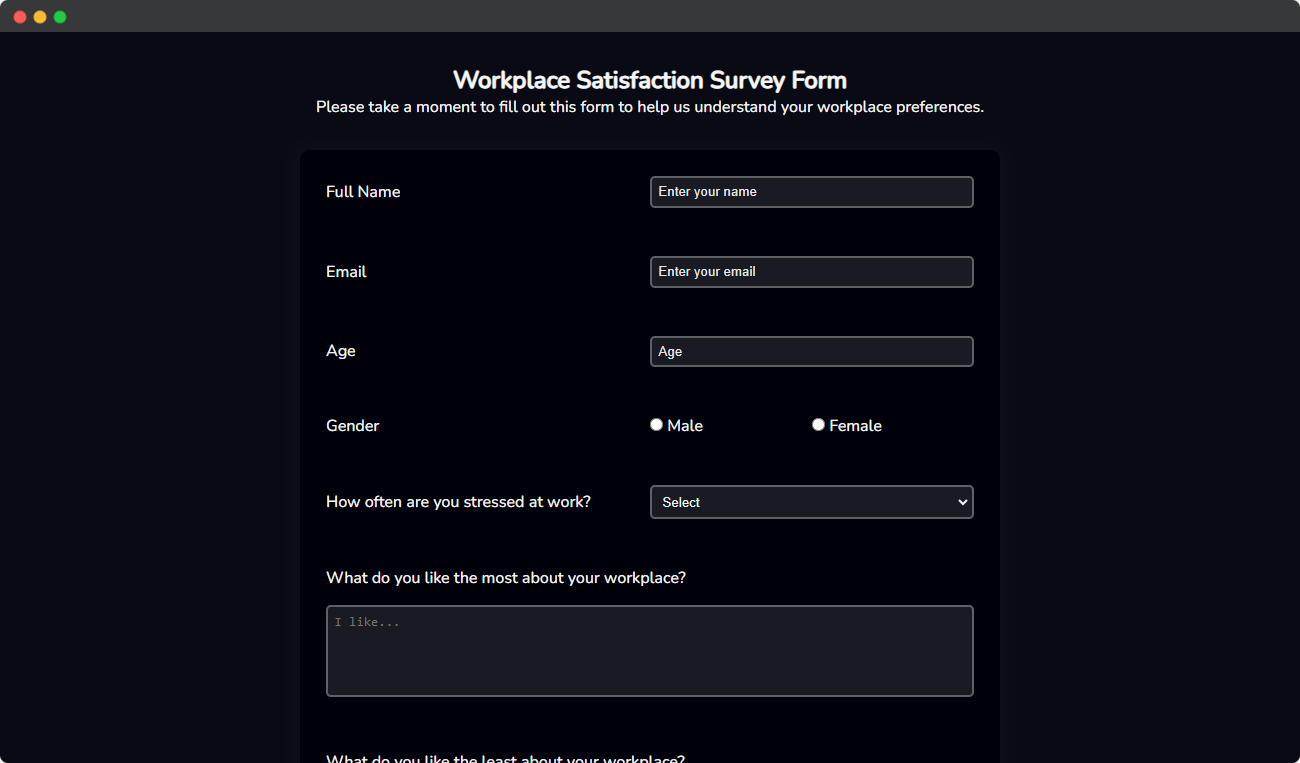 Workplace Satisfaction Survey Form
Please take a moment to fill out this form to help us understand your workplace preferences.
Full Name
Enter your name
Email
Enter your email
Age
Age
Gender
Male
Female
How often are you stressed at work?
Select
What do you like the most about your workplace?
I like...
What do you like the least about your workplace?